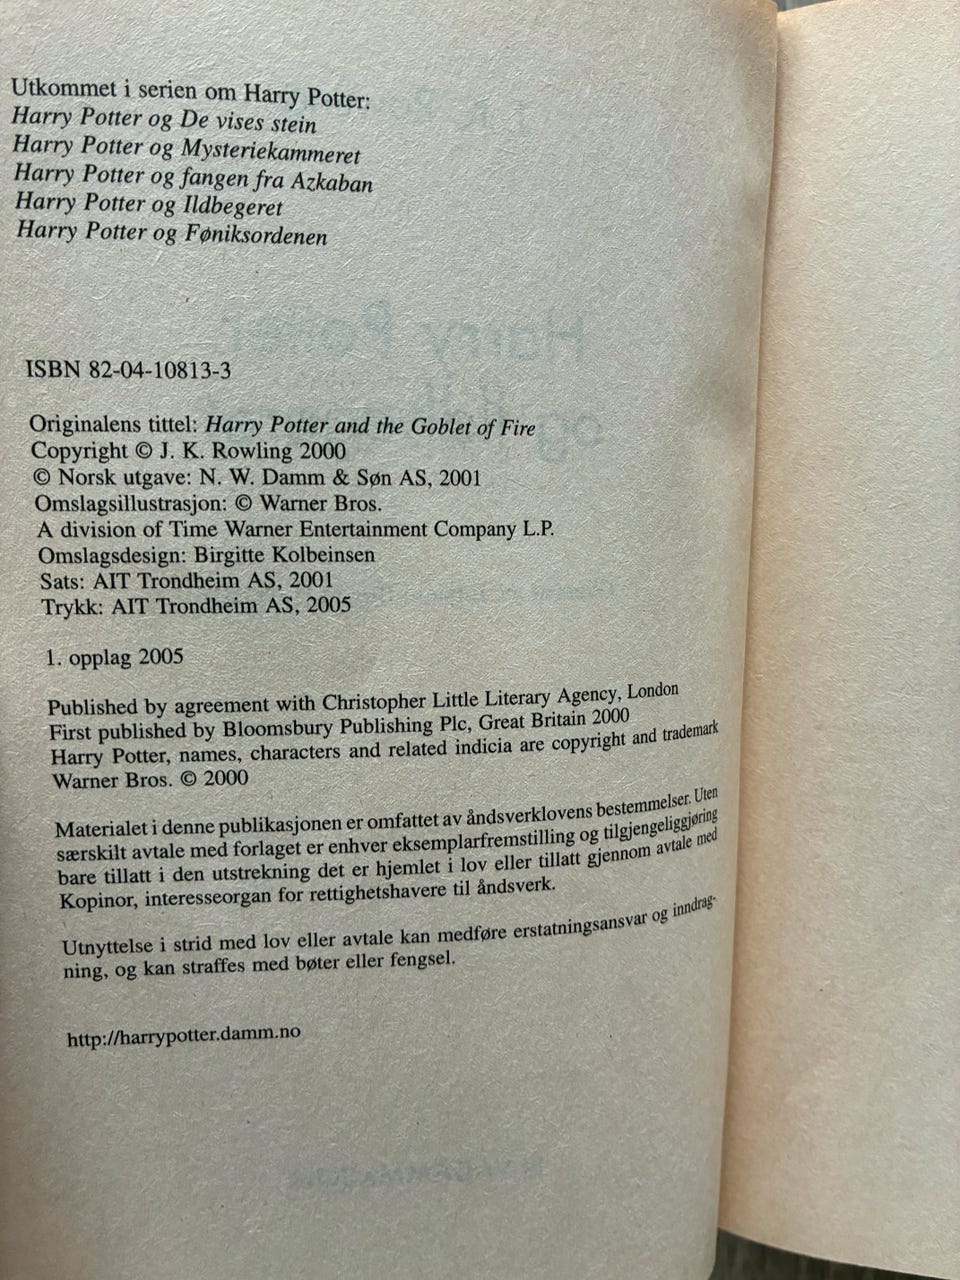 Utkommet i serien om Harry Potter:
Harry Potter og De vises stein
Harry Potter og Mysteriekammeret
Harry Potter og fangen fra Azkaban
Harry Potter og Ildbegeret
Harry Potter og Føniksordenen
ISBN 82-04-10813-3
Originalens tittel: Harry Potter and the Goblet of Fire
Copyright © J. K. Rowling 2000
© Norsk utgave: N. W. Damm & Søn AS, 2001
Omslagsillustrasjon: © Warner Bros.
A division of Time Warner Entertainment Company L.P.
Omslagsdesign: Birgitte Kolbeinsen
Sats: AIT Trondheim AS, 2001
Trykk: AIT Trondheim AS, 2005
1. opplag 2005
Published by agreement with Christopher Little Literary Agency, London
First published by Bloomsbury Publishing Plc, Great Britain 2000
Harry Potter, names, characters and related indicia are copyright and trademark
Warner Bros. © 2000
Materialet i denne publikasjonen er omfattet av åndsverklovens bestemmelser. Uten
særskilt avtale med forlaget er enhver eksemplarfremstilling og tilgjengeliggjøring
bare tillatt i den utstrekning det er hjemlet i lov eller tillatt gjennom avtale med
Kopinor, interesseorgan for rettighetshavere til åndsverk.
Utnyttelse i strid med lov eller avtale kan medføre erstatningsansvar og inndrag-
ning, og kan straffes med bøter eller fengsel.
http://harrypotter.damm.no